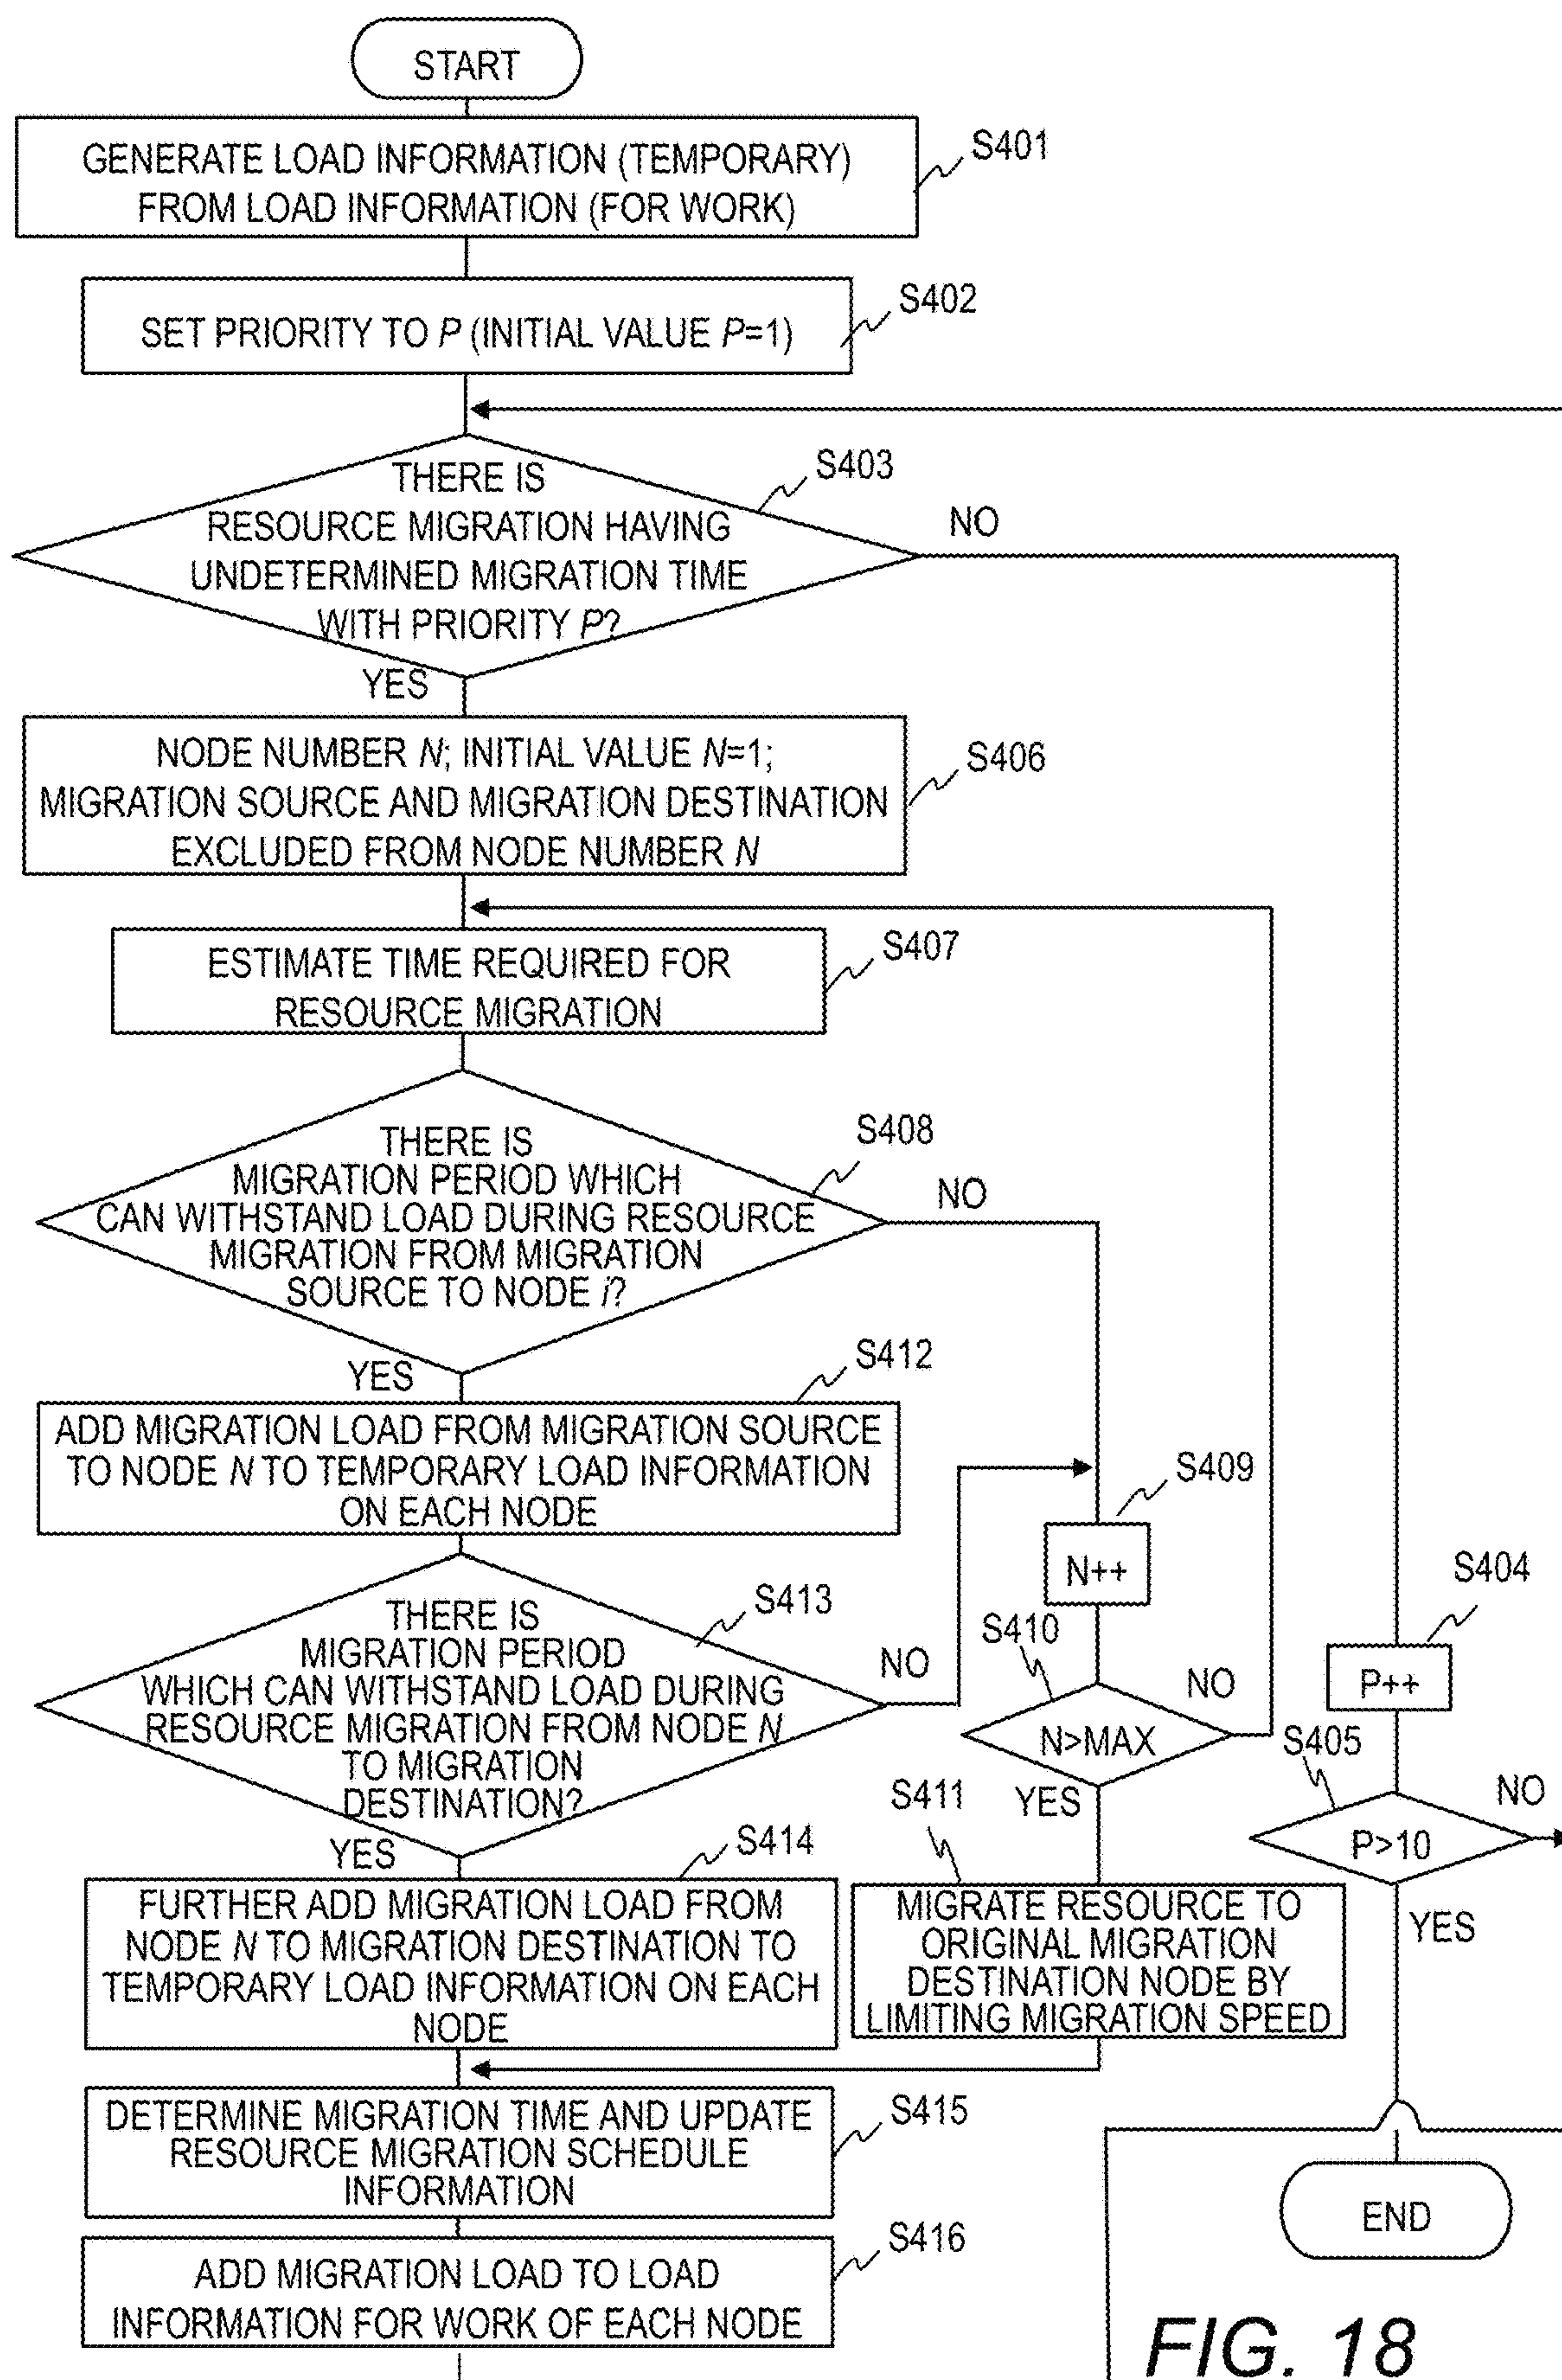 START
GENERATE LOAD INFORMATION (TEMPORARY)
FROM LOAD INFORMATION (FOR WORK)
S401
SET PRIORITY TO P (INITIAL VALUE P=1)
S402
THERE IS
RESOURCE MIGRATION HAVING
UNDETERMINED MIGRATION TIME
WITH PRIORITY P?
S403
NO
YES
NODE NUMBER N; INITIAL VALUE N=1;
MIGRATION SOURCE AND MIGRATION DESTINATION
EXCLUDED FROM NODE NUMBER N
S406
ESTIMATE TIME REQUIRED FOR
RESOURCE MIGRATION
S407
THERE IS
MIGRATION PERIOD WHICH
CAN WITHSTAND LOAD DURING RESOURCE
MIGRATION FROM MIGRATION
SOURCE TO NODE i?
S408
NO
YES
S412
ADD MIGRATION LOAD FROM MIGRATION SOURCE
TO NODE N TO TEMPORARY LOAD INFORMATION
ON EACH NODE
S409
N++
THERE IS
MIGRATION PERIOD
WHICH CAN WITHSTAND LOAD DURING
RESOURCE MIGRATION FROM NODE N
TO MIGRATION
DESTINATION?
S413
NO
YES
S410
N>MAX
NO
YES
S404
P++
S405
P>10
NO
YES
S414
FURTHER ADD MIGRATION LOAD FROM
NODE N TO MIGRATION DESTINATION TO
TEMPORARY LOAD INFORMATION ON EACH
NODE
S411
MIGRATE RESOURCE TO
ORIGINAL MIGRATION
DESTINATION NODE BY
LIMITING MIGRATION SPEED
DETERMINE MIGRATION TIME AND UPDATE
RESOURCE MIGRATION SCHEDULE
INFORMATION
S415
END
ADD MIGRATION LOAD TO LOAD
INFORMATION FOR WORK OF EACH NODE
S416
FIG. 18